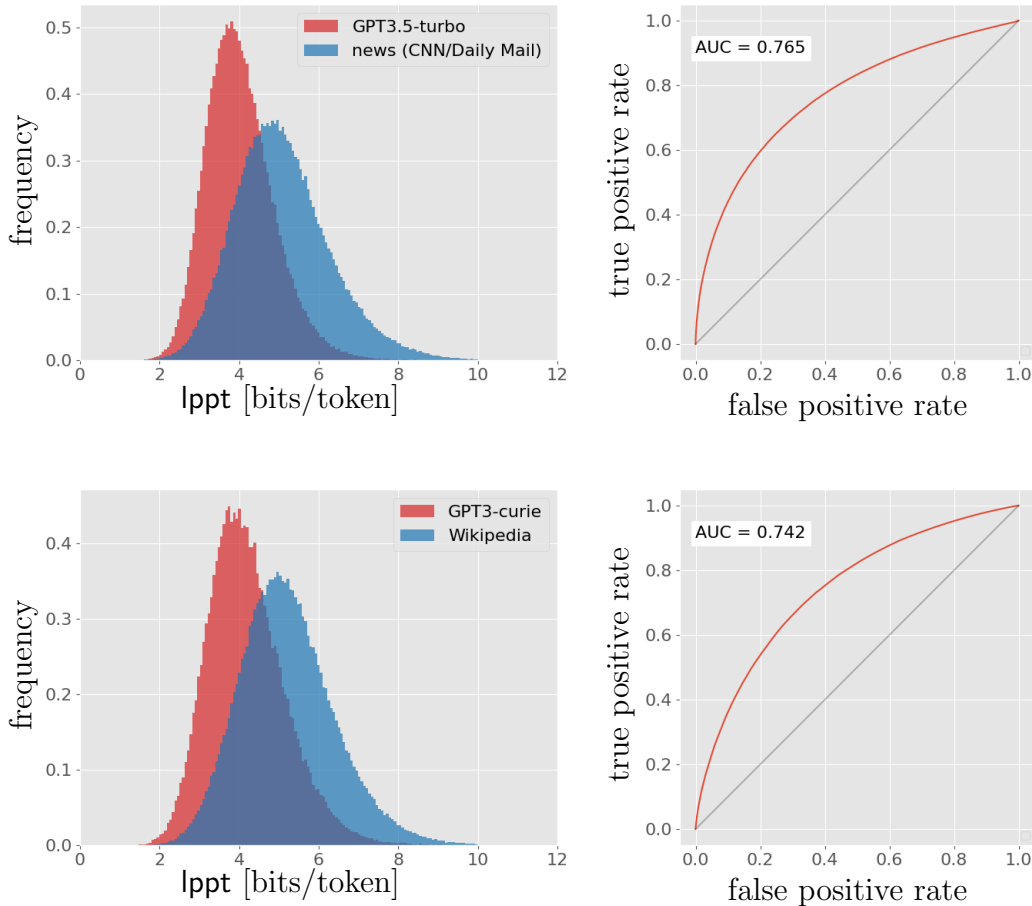 GPT3.5-turbo
news (CNN/Daily Mail)
0.5
0.4
0.3
0.2
0.1
0.0
frequency
0 2 4 6 8 10 12
lppt [bits/token]
AUC = 0.765
1.0
0.8
0.6
0.4
0.2
0.0
true positive rate
0.0 0.2 0.4 0.6 0.8 1.0
false positive rate
GPT3-curie
Wikipedia
0.4
0.3
0.2
0.1
0.0
frequency
0 2 4 6 8 10 12
lppt [bits/token]
AUC = 0.742
1.0
0.8
0.6
0.4
0.2
0.0
true positive rate
0.0 0.2 0.4 0.6 0.8 1.0
false positive rate